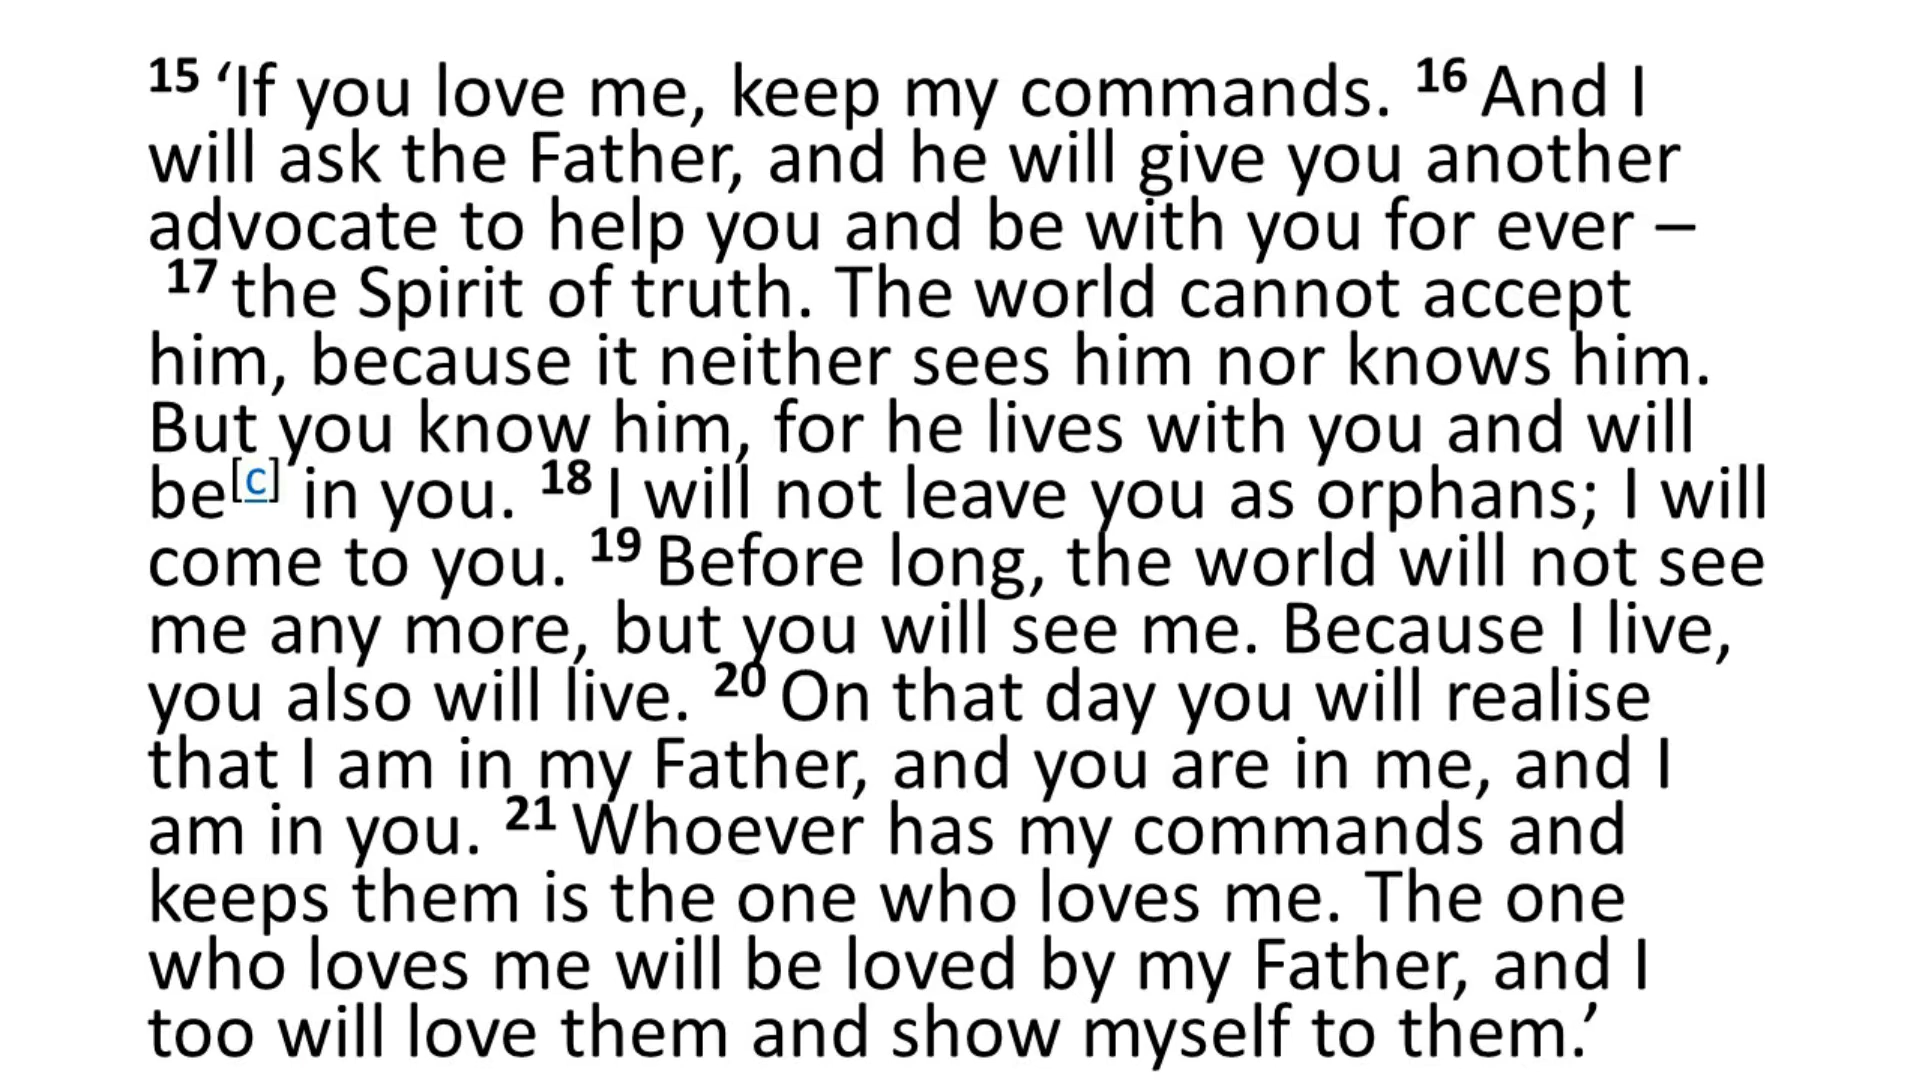 15 ‘If you love me, keep my commands. 16 And I
will ask the Father, and he will give you another
advocate to help you and be with you for ever –
17 the Spirit of truth. The world cannot accept
him, because it neither sees him nor knows him.
But you know him, for he lives with you and will
be[c] in you. 18 I will not leave you as orphans; I will
come to you. 19 Before long, the world will not see
me any more, but you will see me. Because I live,
you also will live. 20 On that day you will realise
that I am in my Father, and you are in me, and I
am in you. 21 Whoever has my commands and
keeps them is the one who loves me. The one
who loves me will be loved by my Father, and I
too will love them and show myself to them.’